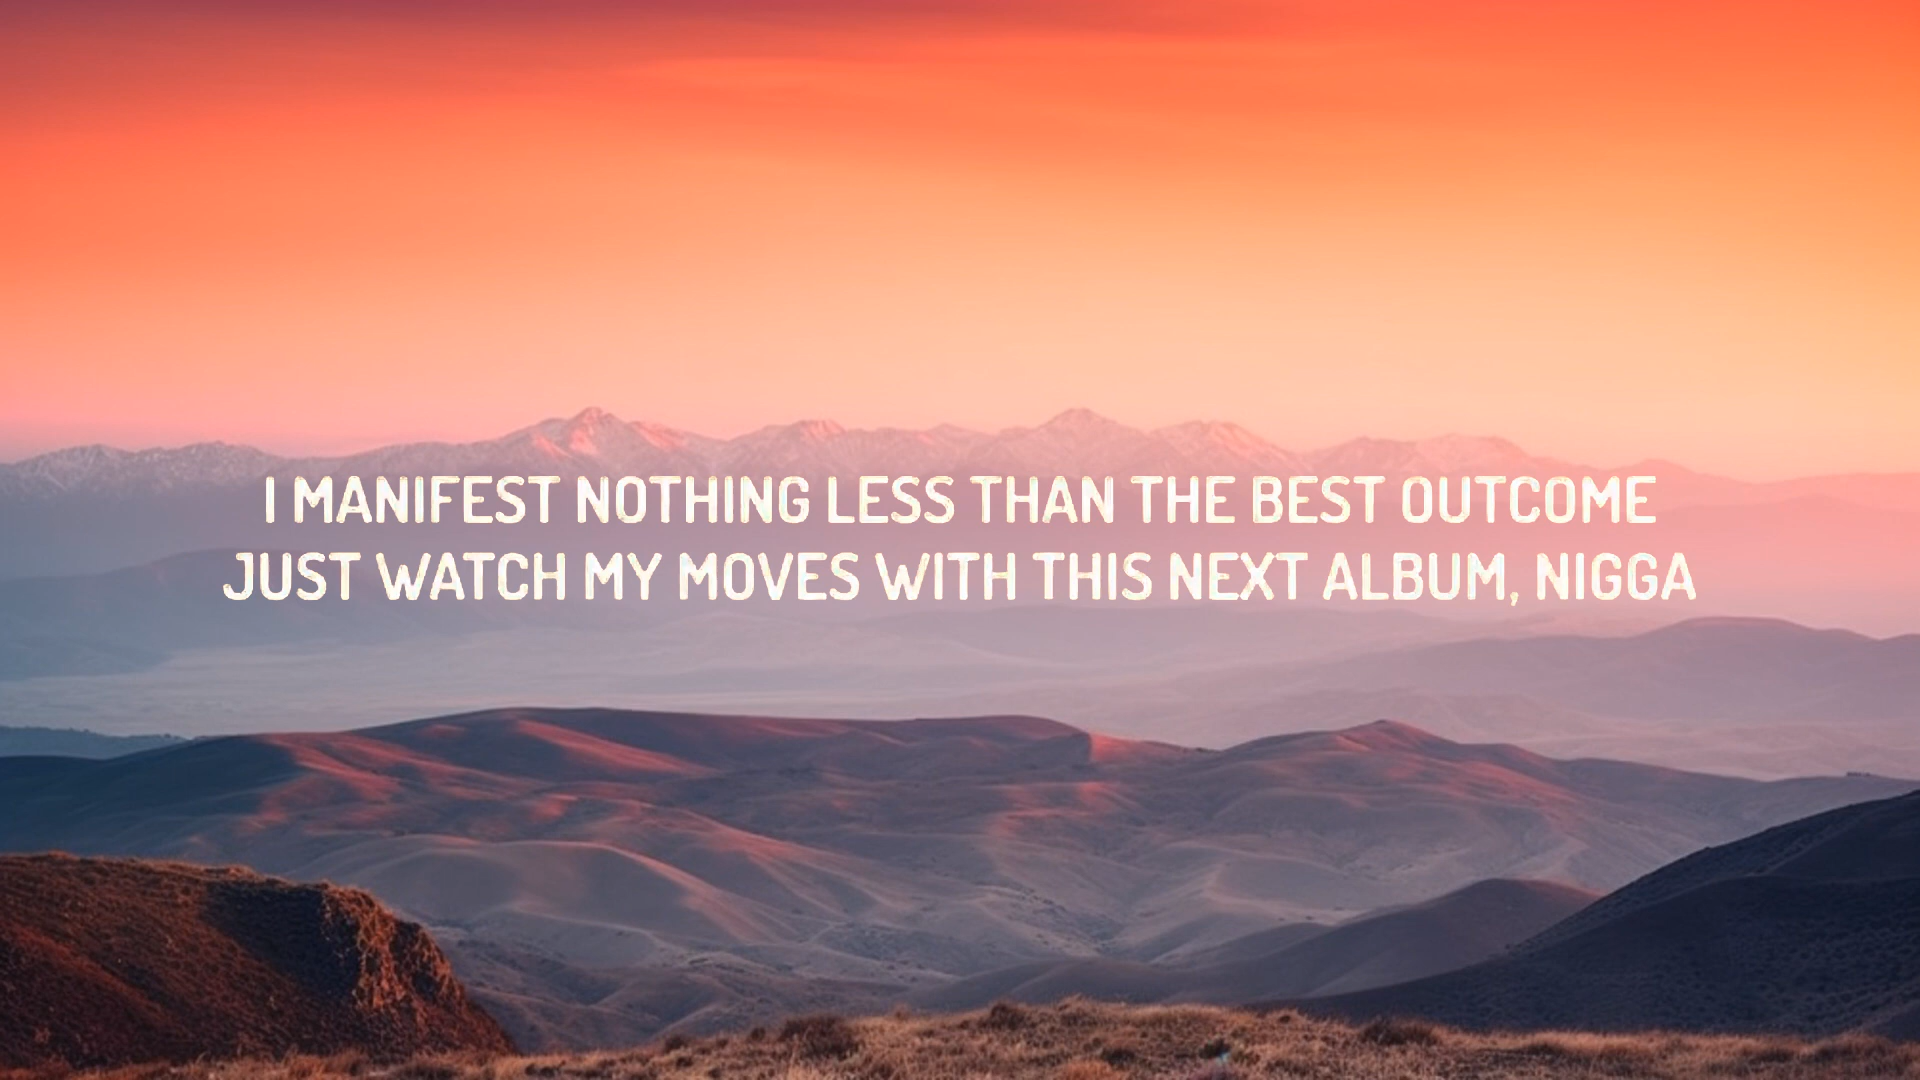 I MANIFEST NOTHING LESS THAN THE BEST OUTCOME
JUST WATCH MY MOVES WITH THIS NEXT ALBUM, NIGGA